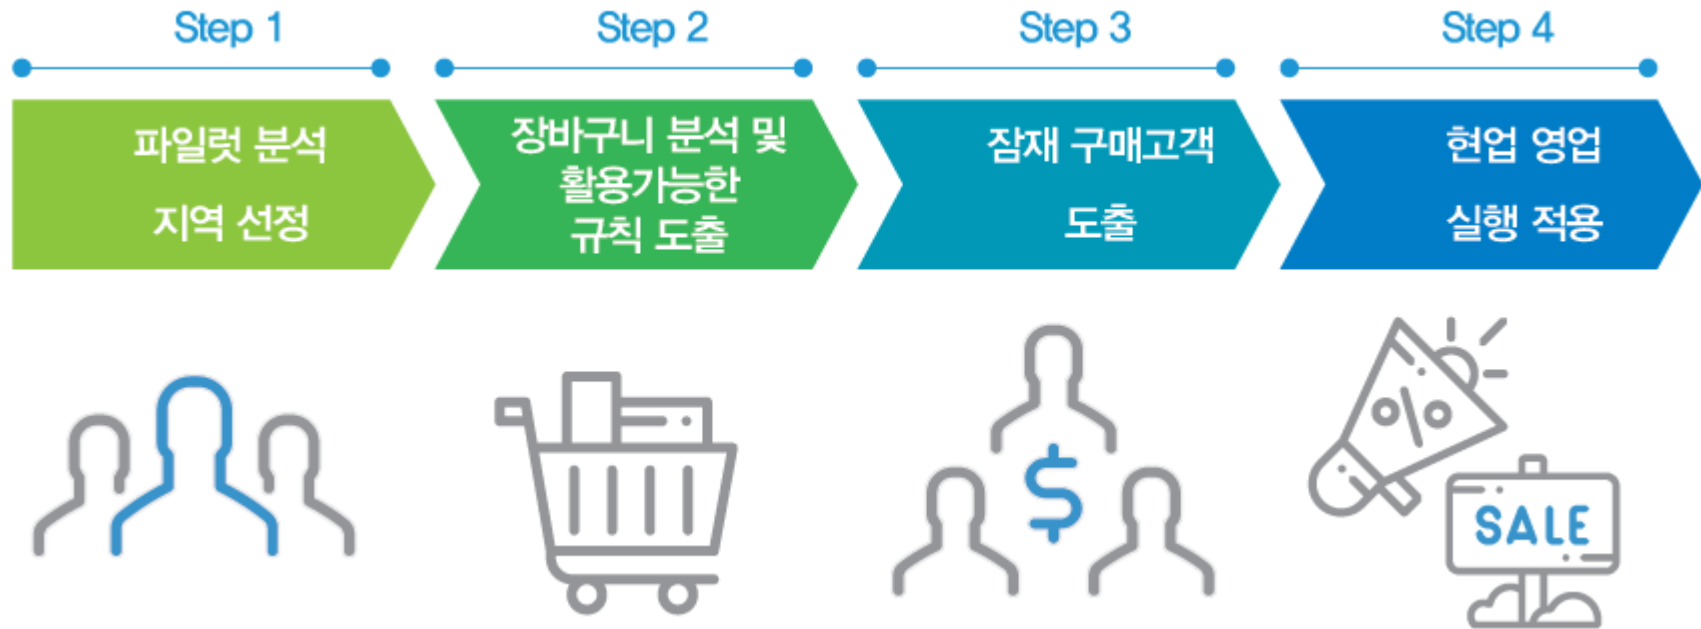 Step 1
파일럿 분석
지역 선정
Step 2
장바구니 분석 및
활용가능한
규칙 도출
Step 3
잠재 구매고객
도출
Step 4
현업 영업
실행 적용
$
%
SALE